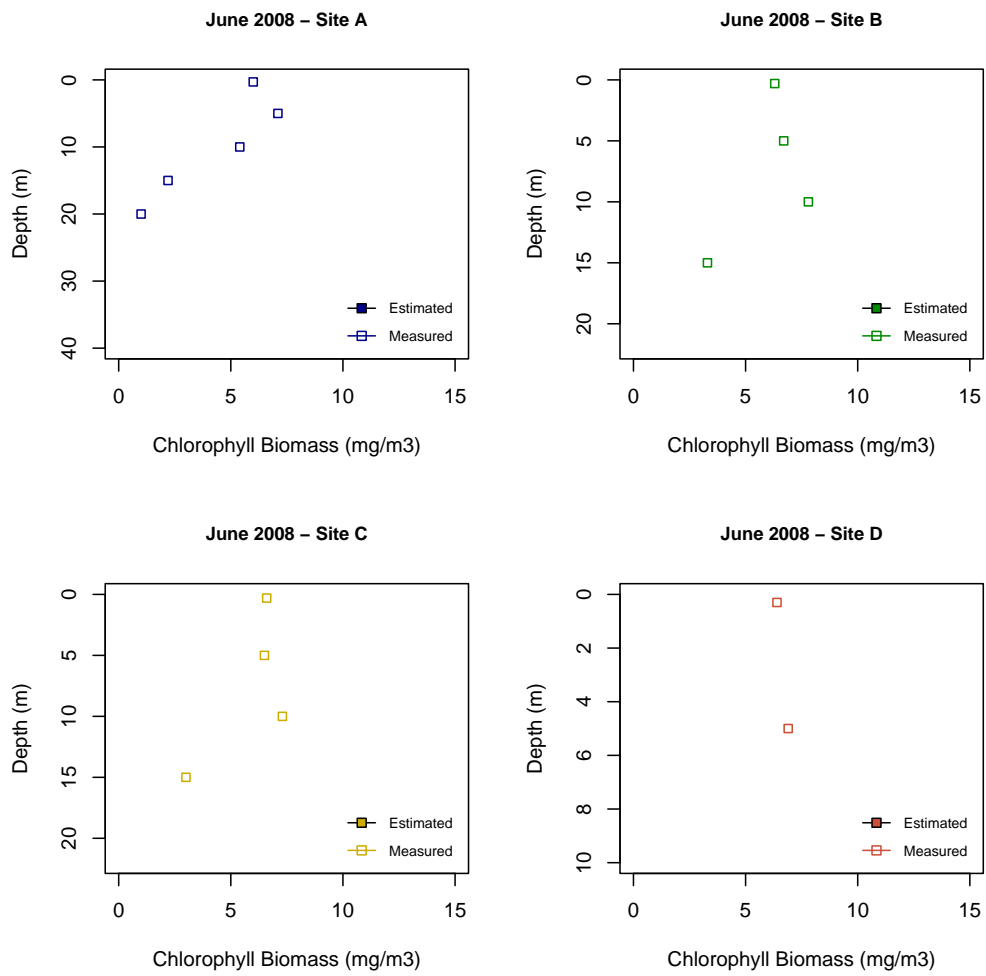 June 2008 – Site A
0
10
20
30
40
Depth (m)
Estimated
Measured
0 5 10 15
Chlorophyll Biomass (mg/m3)
June 2008 – Site B
0
5
10
15
20
Depth (m)
Estimated
Measured
0 5 10 15
Chlorophyll Biomass (mg/m3)
June 2008 – Site C
0
5
10
15
20
Depth (m)
Estimated
Measured
0 5 10 15
Chlorophyll Biomass (mg/m3)
June 2008 – Site D
0
2
4
6
8
10
Depth (m)
Estimated
Measured
0 5 10 15
Chlorophyll Biomass (mg/m3)